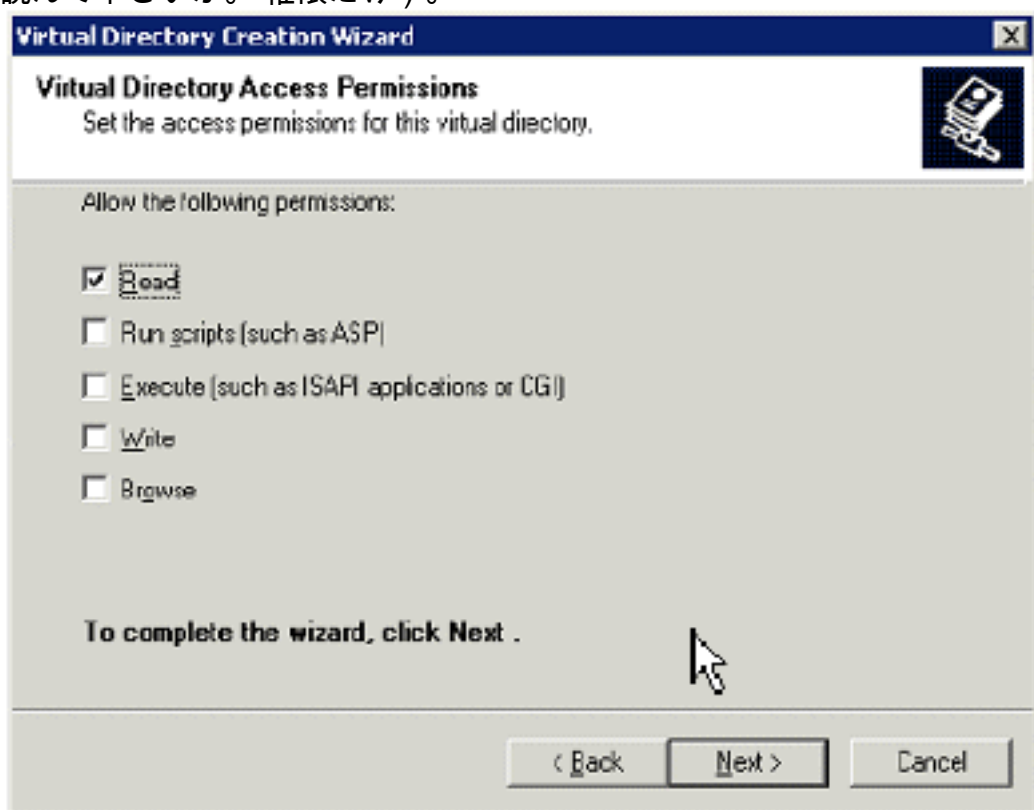 Virtual Directory Creation Wizard
Virtual Directory Access Permissions
Set the access permissions for this virtual directory.
Allow the following permissions:
Read
Run scripts (such as ASP)
Execute (such as ISAPI applications or CGI)
Write
Browse
To complete the wizard, click Next .
< Back
Next >
Cancel